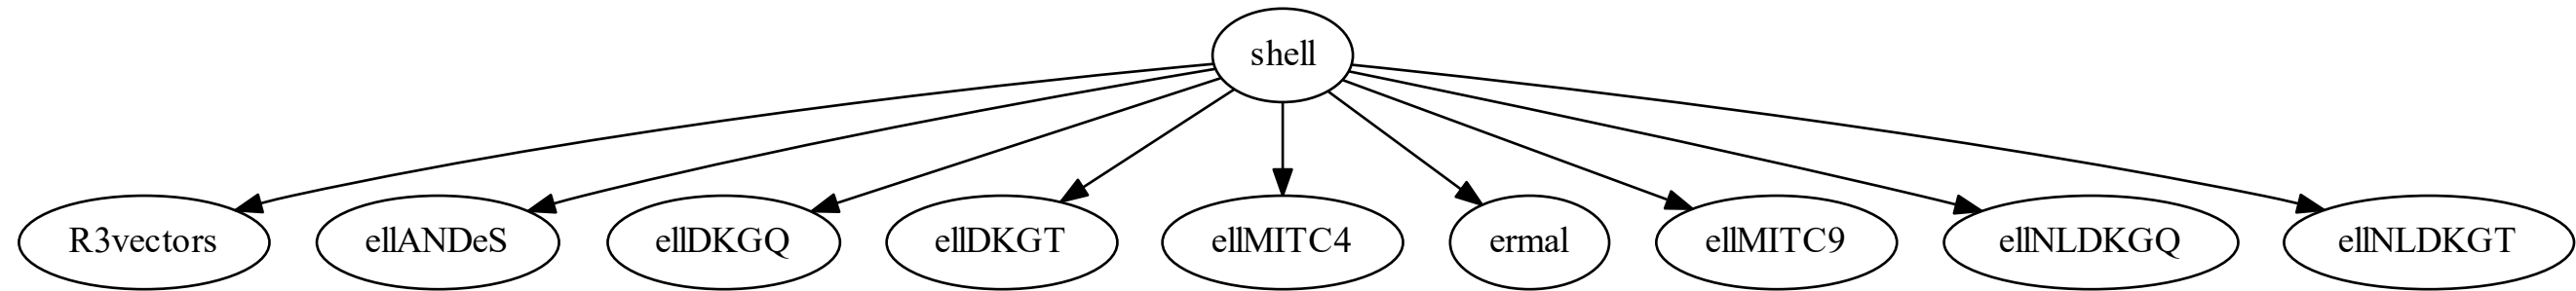 shell
R3vectors
ellANDeS
ellDKGQ
ellDKGT
ellMITC4
ermal
ellMITC9
ellNLDKGQ
ellNLDKGT